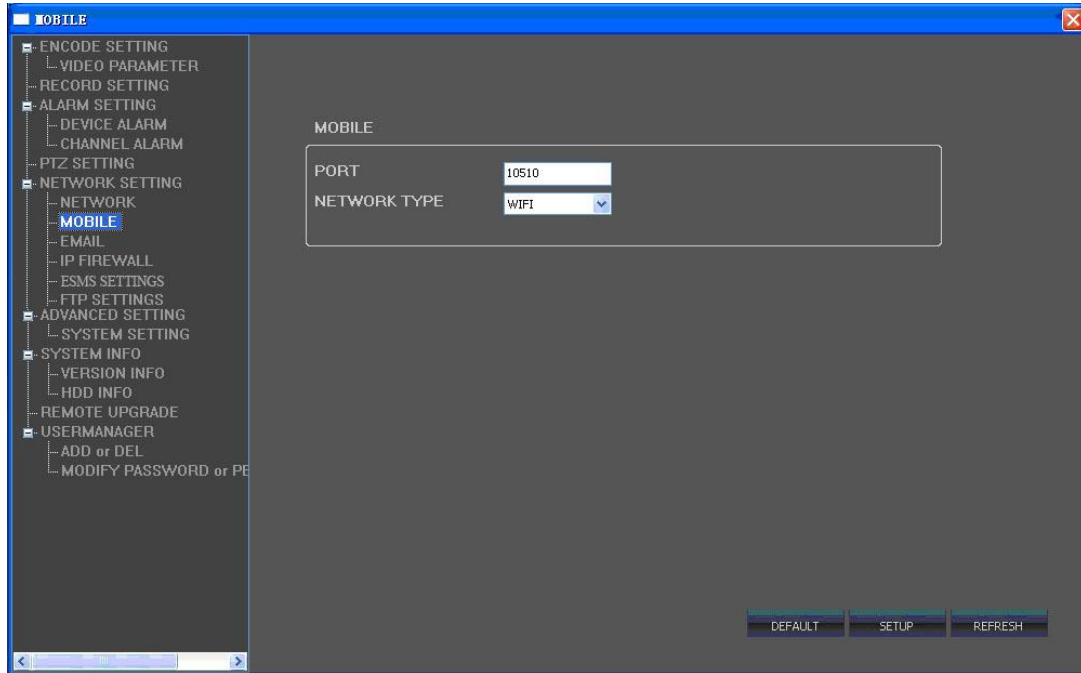 MOBILE
ENCODE SETTING
VIDEO PARAMETER
RECORD SETTING
ALARM SETTING
DEVICE ALARM
CHANNEL ALARM
PTZ SETTING
NETWORK SETTING
NETWORK
MOBILE
EMAIL
IP FIREWALL
ESMS SETTINGS
FTP SETTINGS
ADVANCED SETTING
SYSTEM SETTING
SYSTEM INFO
VERSION INFO
HDD INFO
REMOTE UPGRADE
USERMANAGER
ADD or DEL
MODIFY PASSWORD or PE
MOBILE
PORT 10510
NETWORK TYPE WIFI
DEFAULT SETUP REFRESH